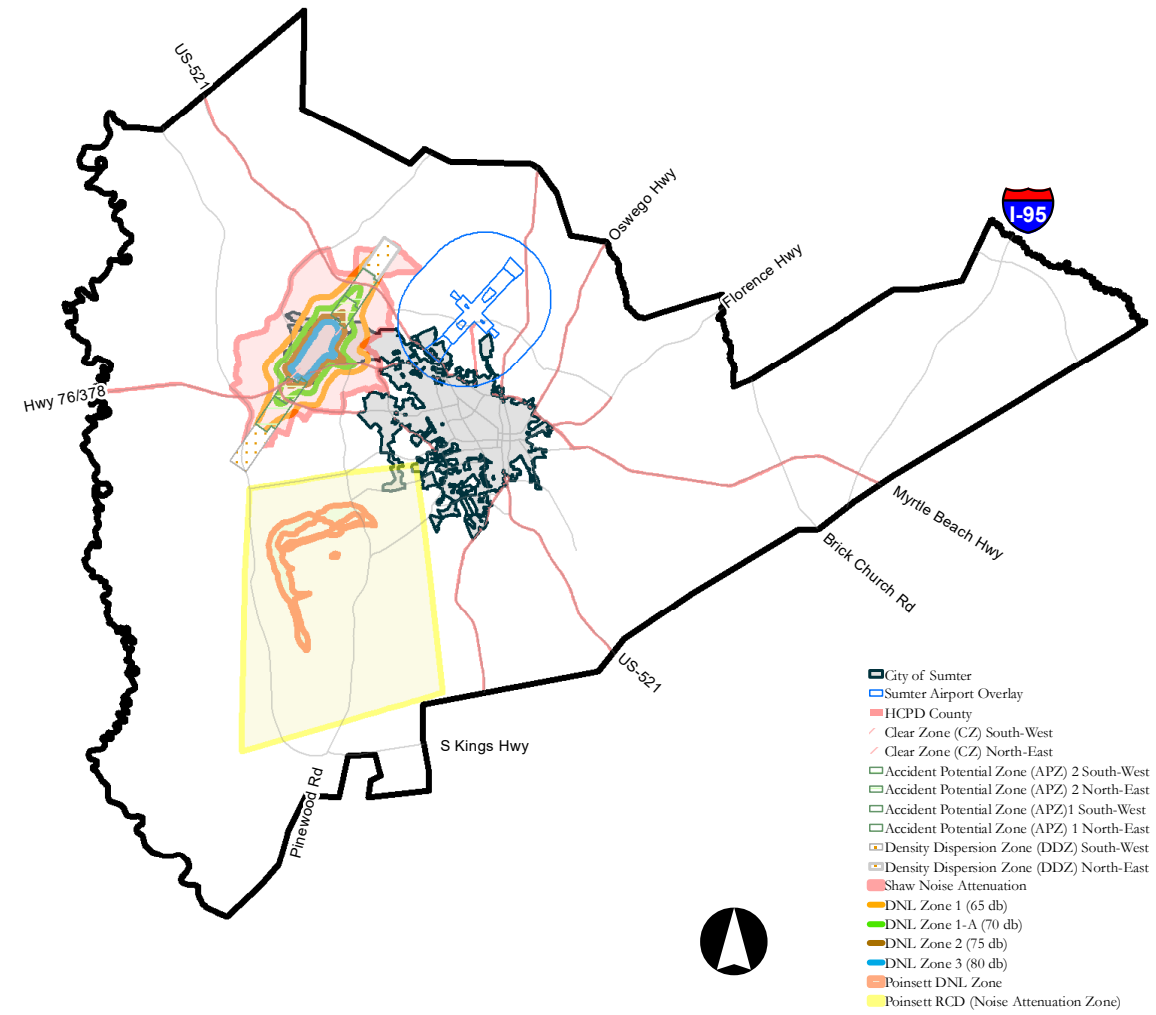 US-521
Oswego Hwy
I-95
Florence Hwy
Hwy 76/378
Myrtle Beach Hwy
Brick Church Rd
US-521
S Kings Hwy
Pinewood Rd
City of Sumter
Sumter Airport Overlay
HCPD County
Clear Zone (CZ) South-West
Clear Zone (CZ) North-East
Accident Potential Zone (APZ) 2 South-West
Accident Potential Zone (APZ) 2 North-East
Accident Potential Zone (APZ)1 South-West
Accident Potential Zone (APZ) 1 North-East
Density Dispersion Zone (DDZ) South-West
Density Dispersion Zone (DDZ) North-East
Shaw Noise Attenuation
DNL Zone 1 (65 db)
DNL Zone 1-A (70 db)
DNL Zone 2 (75 db)
DNL Zone 3 (80 db)
Poinsett DNL Zone
Poinsett RCD (Noise Attenuation Zone)